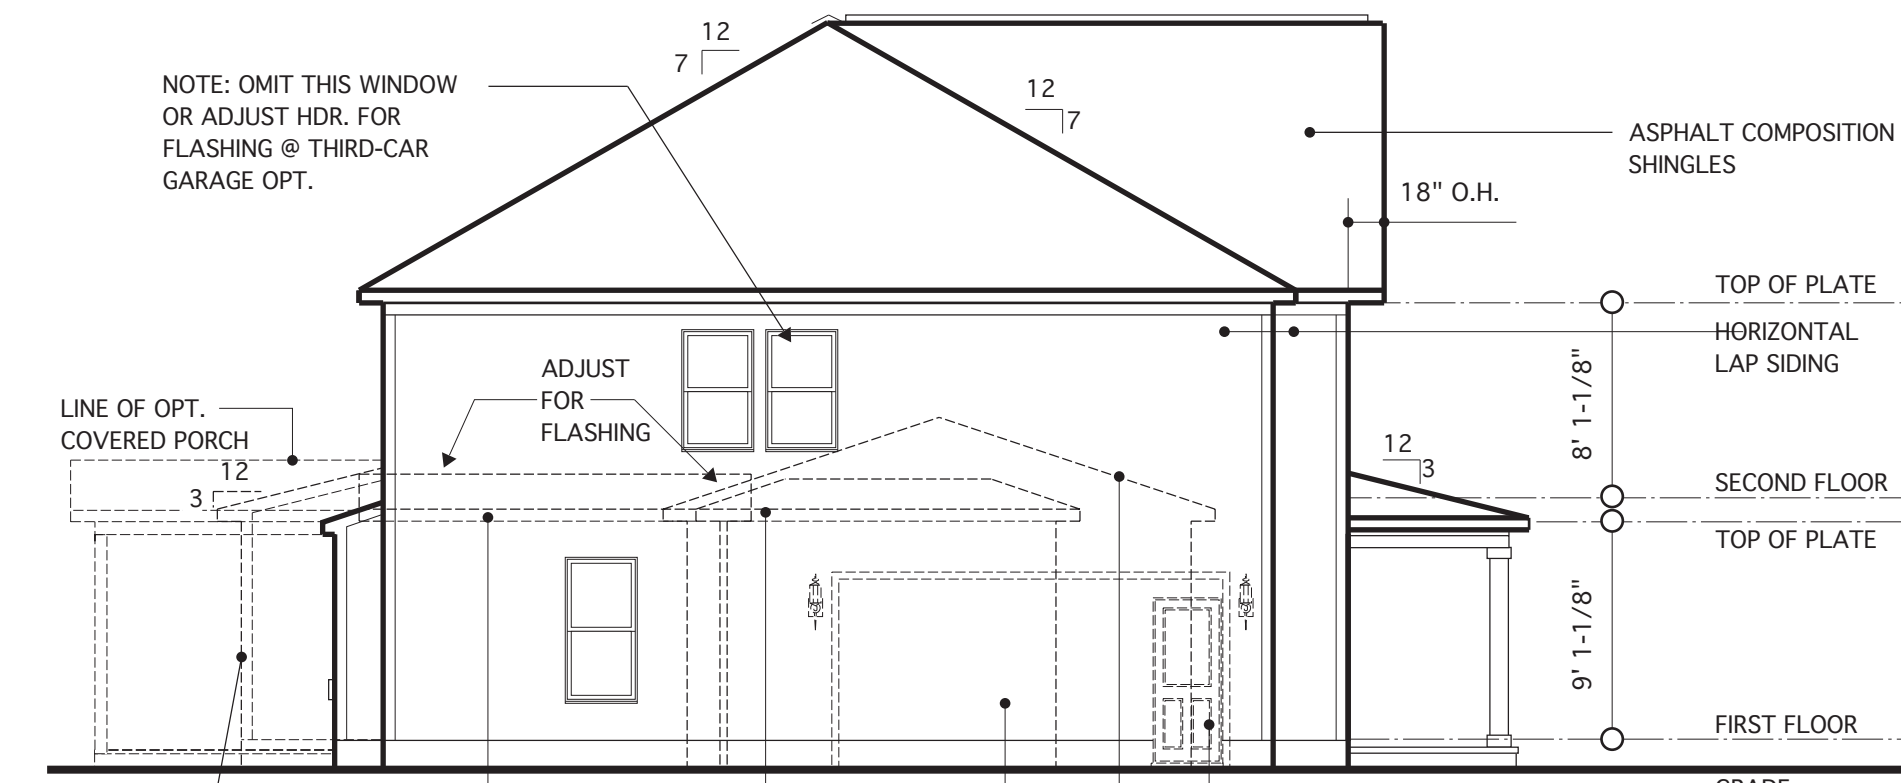 12
7
NOTE: OMIT THIS WINDOW
OR ADJUST HDR. FOR
FLASHING @ THIRD-CAR
GARAGE OPT.
12
7
ASPHALT COMPOSITION
SHINGLES
18" O.H.
TOP OF PLATE
HORIZONTAL
LAP SIDING
8' 1-1/8"
ADJUST
FOR
FLASHING
LINE OF OPT.
COVERED PORCH
12
3
12
3
SECOND FLOOR
TOP OF PLATE
9' 1-1/8"
FIRST FLOOR
GRADE